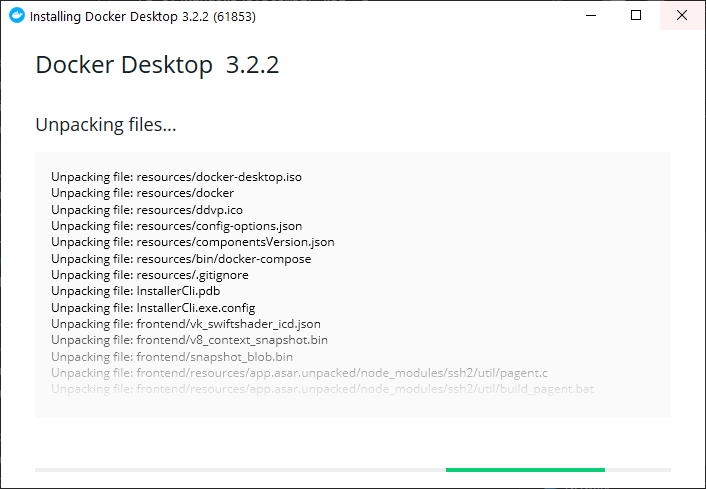 Installing Docker Desktop 3.2.2 (61853)
Docker Desktop 3.2.2
Unpacking files...
Unpacking file: resources/docker-desktop.iso
Unpacking file: resources/docker
Unpacking file: resources/ddvp.ico
Unpacking file: resources/config-options.json
Unpacking file: resources/componentsVersion.json
Unpacking file: resources/bin/docker-compose
Unpacking file: resources/.gitignore
Unpacking file: InstallerCli.pdb
Unpacking file: InstallerCli.exe.config
Unpacking file: frontend/vk_swiftshader_icd.json
Unpacking file: frontend/v8_context_snapshot.bin
Unpacking file: frontend/snapshot_blob.bin
Unpacking file: frontend/resources/app.asar.unpacked/node_modules/ssh2/util/pagent.c
Unpacking file: frontend/resources/app.asar.unpacked/node_modules/ssh2/util/build_pagent.bat